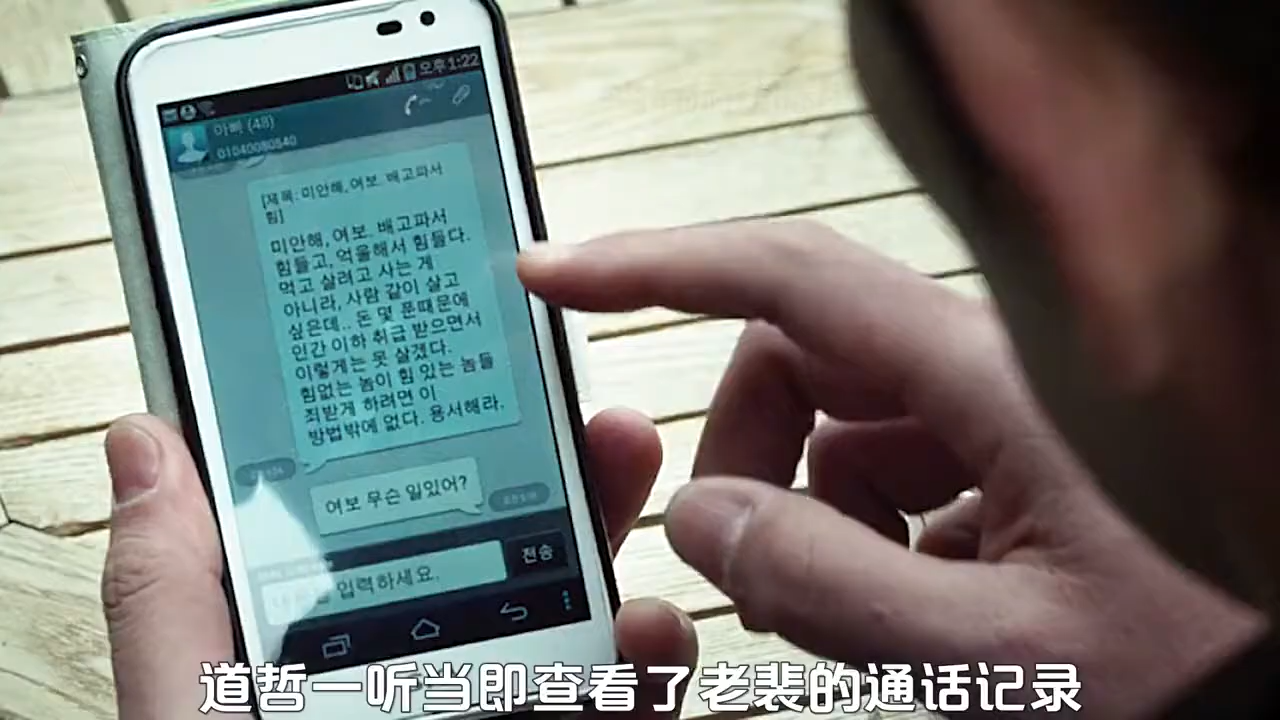 오후 1:22
아빠 (48)
01040080540
[제목: 미안해, 여보. 배고파서
힘]
미안해, 여보. 배고파서
힘들고, 억울해서 힘들다.
먹고 살려고 사는 게
아니라, 사람 같이 살고
싶은데.. 돈 몇 푼때문에
인간 이하 취급 받으면서
이렇게는 못 살겠다.
힘없는 놈이 힘 있는 놈들
죄받게 하려면 이
방법밖에 없다. 용서해라.
여보 무슨 일있어?
입력하세요.
전송
道哲一听当即查看了老裴的通话记录